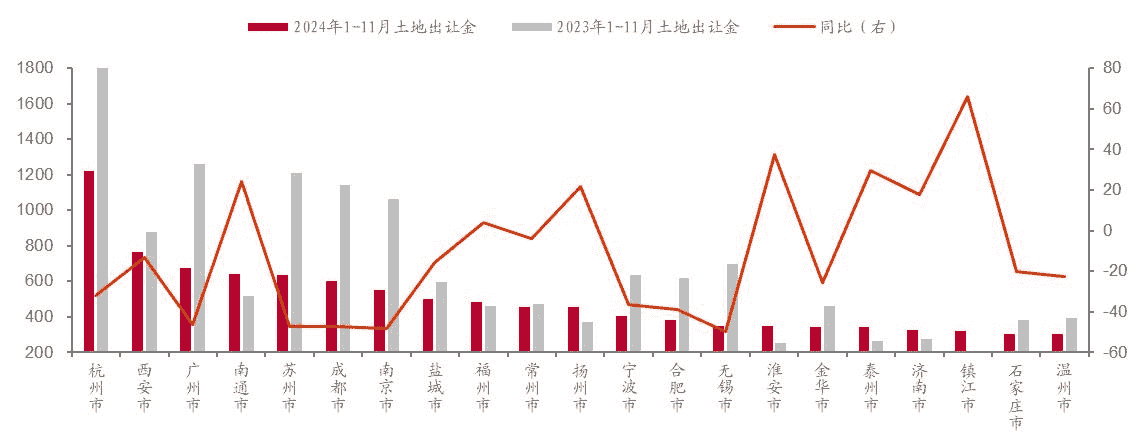 2024年1-11月土地出让金
2023年1-11月土地出让金
同比（右）
1800
1600
1400
1200
1000
800
600
400
200
80
60
40
20
0
-20
-40
-60
杭州市
西安市
广州市
南通市
苏州市
成都市
南京市
盐城市
福州市
常州市
扬州市
宁波市
合肥市
无锡市
淮安市
金华市
泰州市
济南市
镇江市
石家庄市
温州市